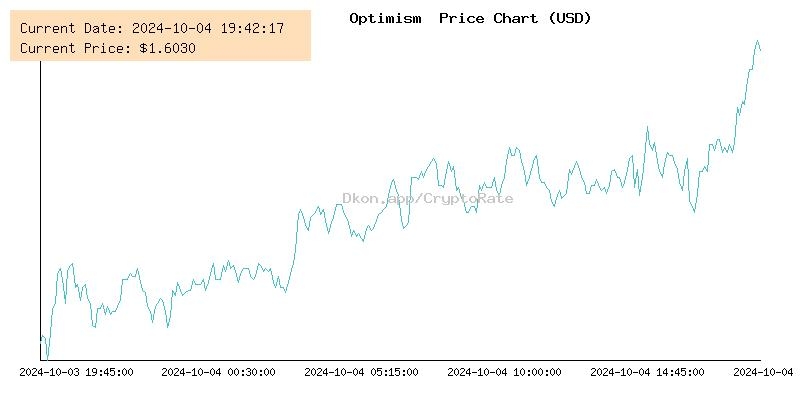 Optimism Price Chart (USD)
Current Date: 2024-10-04 19:42:17
Current Price: $1.6030
Dkon.app/CryptoRate
2024-10-03 19:45:00 2024-10-04 00:30:00 2024-10-04 05:15:00 2024-10-04 10:00:00 2024-10-04 14:45:00 2024-10-04